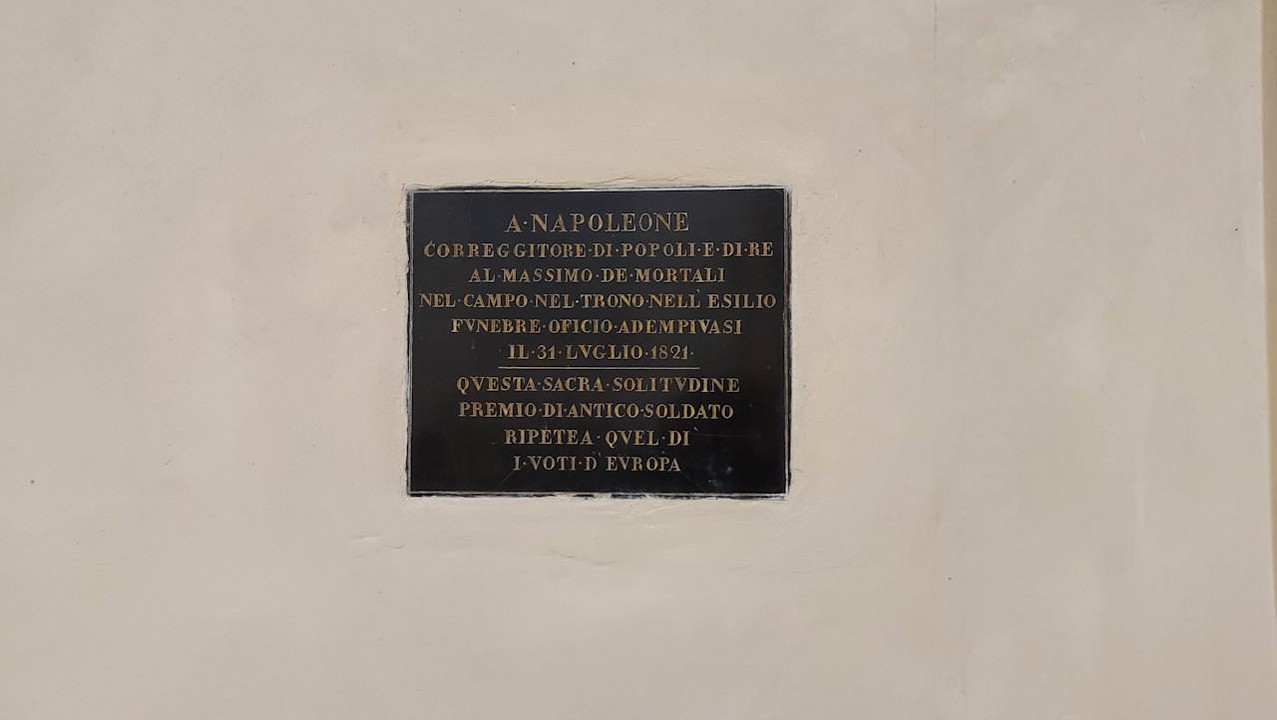 A·NAPOLEONE
CORREGGITORE·DI·POPOLI·E·DI·RE
AL·MASSIMO·DE·MORTALI
NEL·CAMPO·NEL·TRONO·NELL'ESILIO
FVNEBRE·OFICIO·ADEMPIVASI
IL·31·LVGLIO·1821·
QVESTA·SACRA·SOLITVDINE
PREMIO·DI·ANTICO·SOLDATO
RIPETEA·QVEL·DI'
I·VOTI·D'EVROPA